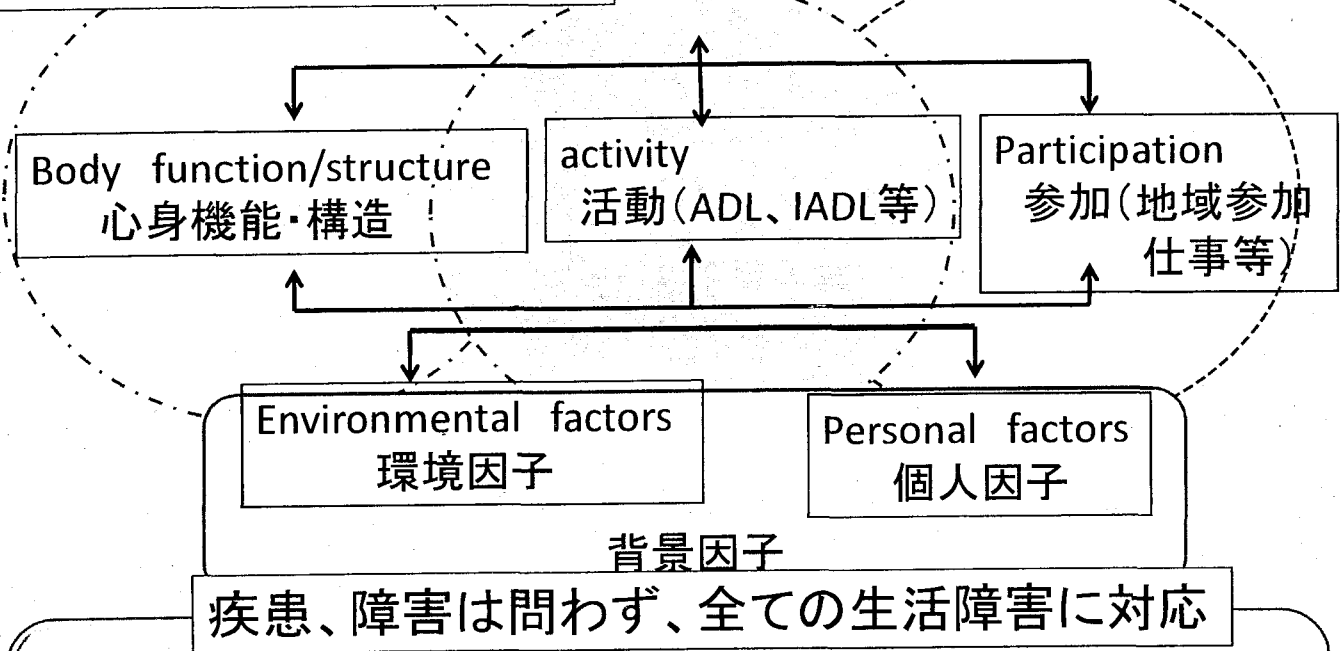 Body function/structure
心身機能・構造
activity
活動(ADL、IADL等)
Participation
参加(地域参加
仕事等)
Environmental factors
環境因子
Personal factors
個人因子
背景因子
疾患、障害は問わず、全ての生活障害に対応